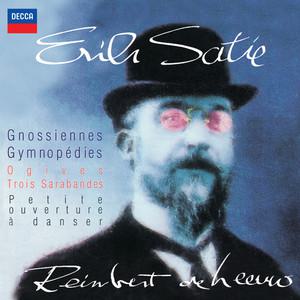 DECCA
Erik Satie
Gnossiennes
Gymnopédies
Ogives
Trois Sarabandes
Petite
ouverture
à danser
Reinbert de Leeuw